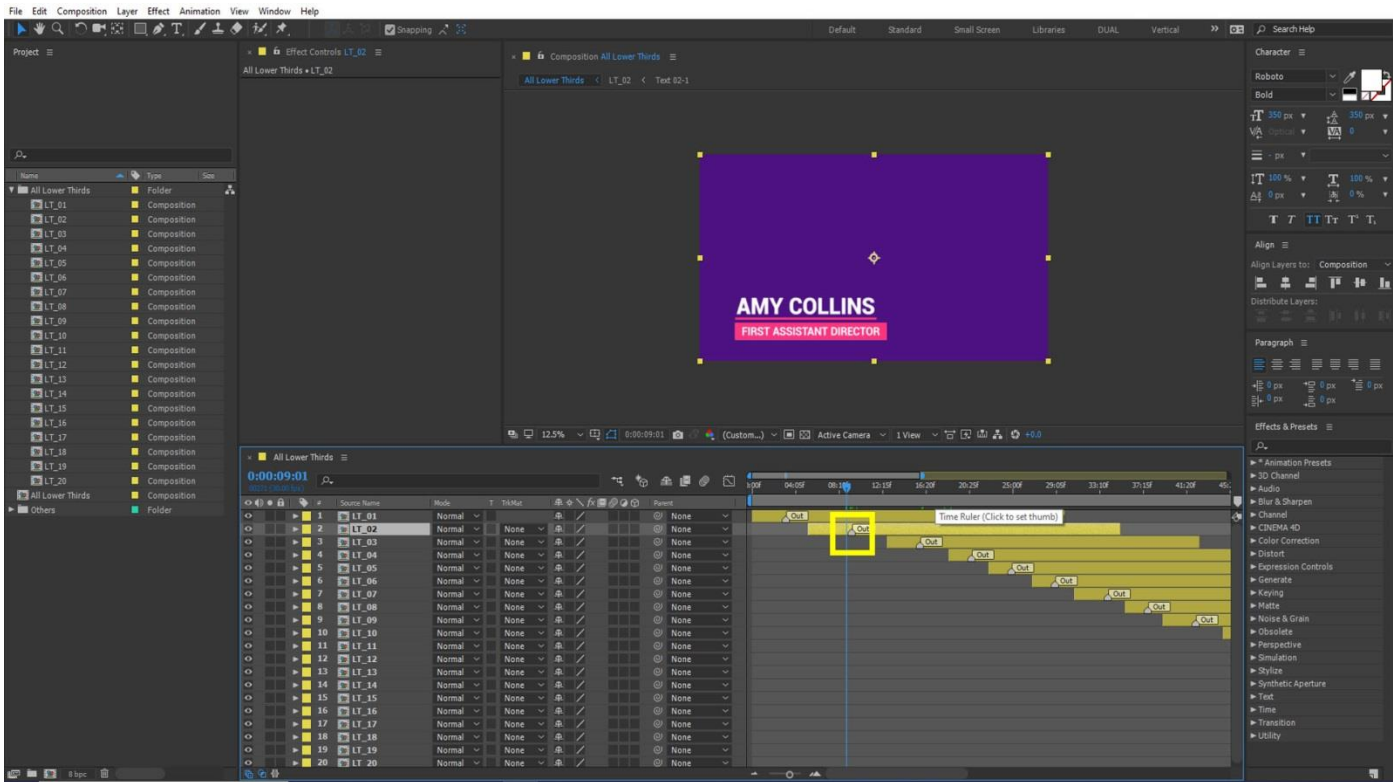 File Edit Composition Layer Effect Animation View Window Help
Snapping
Default Standard Small Screen Libraries DUAL Vertical
Search Help
Project
Name Type Size
All Lower Thirds Folder
LT_01 Composition
LT_02 Composition
LT_03 Composition
LT_04 Composition
LT_05 Composition
LT_06 Composition
LT_07 Composition
LT_08 Composition
LT_09 Composition
LT_10 Composition
LT_11 Composition
LT_12 Composition
LT_13 Composition
LT_14 Composition
LT_15 Composition
LT_16 Composition
LT_17 Composition
LT_18 Composition
LT_19 Composition
LT_20 Composition
All Lower Thirds Composition
Others Folder
8 bpc
Effect Controls LT_02
All Lower Thirds • LT_02
Composition All Lower Thirds
All Lower Thirds LT_02 Text 02-1
AMY COLLINS
FIRST ASSISTANT DIRECTOR
12.5% 0:00:09:01 (Custom...) Active Camera 1 View +0.0
Character
Roboto
Bold
350 px 350 px
Optical 0
- px
100 % 100 %
0 px 0 %
T T TT Tt T T
Align
Align Layers to: Composition
Distribute Layers:
Paragraph
0 px 0 px 0 px
0 px 0 px
Effects & Presets
* Animation Presets
3D Channel
Audio
Blur & Sharpen
Channel
CINEMA 4D
Color Correction
Distort
Expression Controls
Generate
Keying
Matte
Noise & Grain
Obsolete
Perspective
Simulation
Stylize
Synthetic Aperture
Text
Time
Transition
Utility
All Lower Thirds
0:00:09:01
04:05f 12:15f 16:20f 20:25f 25:00f 29:05f 33:10f 37:15f 41:20f
# Source Name Mode T TrkMat Parent
1 LT_01 Normal None Out
Time Ruler (Click to set thumb)
2 LT_02 Normal None None Out
3 LT_03 Normal None None Out
4 LT_04 Normal None None Out
5 LT_05 Normal None None Out
6 LT_06 Normal None None Out
7 LT_07 Normal None None Out
8 LT_08 Normal None None Out
9 LT_09 Normal None None Out
10 LT_10 Normal None None
11 LT_11 Normal None None
12 LT_12 Normal None None
13 LT_13 Normal None None
14 LT_14 Normal None None
15 LT_15 Normal None None
16 LT_16 Normal None None
17 LT_17 Normal None None
18 LT_18 Normal None None
19 LT_19 Normal None None
20 LT_20 Normal None None